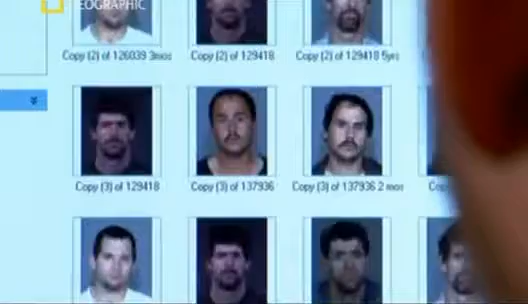 GEOGRAPHIC
Copy (2) of 126039 3mos
Copy (2) of 129418
Copy (2) of 129418 5yrs
Copy (3) of 129418
Copy (3) of 137936
Copy (3) of 137936 2 mos